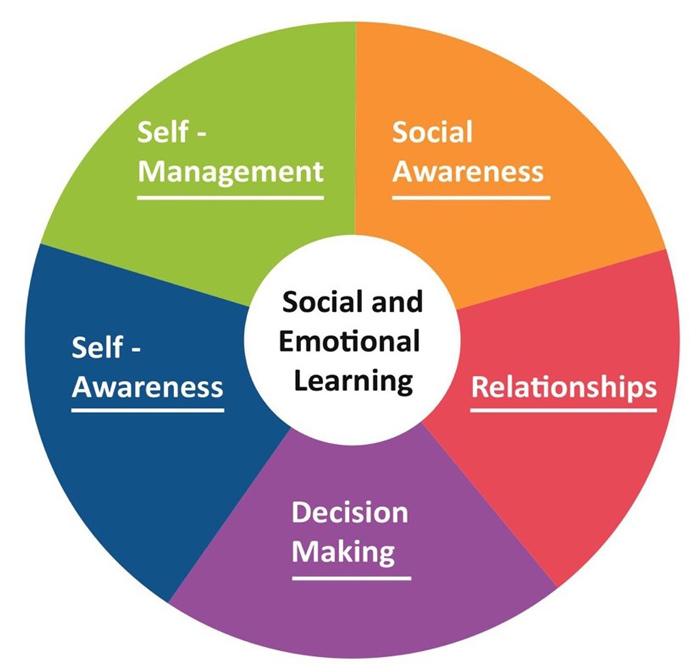 Self -
Management
Social
Awareness
Social and
Emotional
Learning
Self -
Awareness
Relationships
Decision
Making